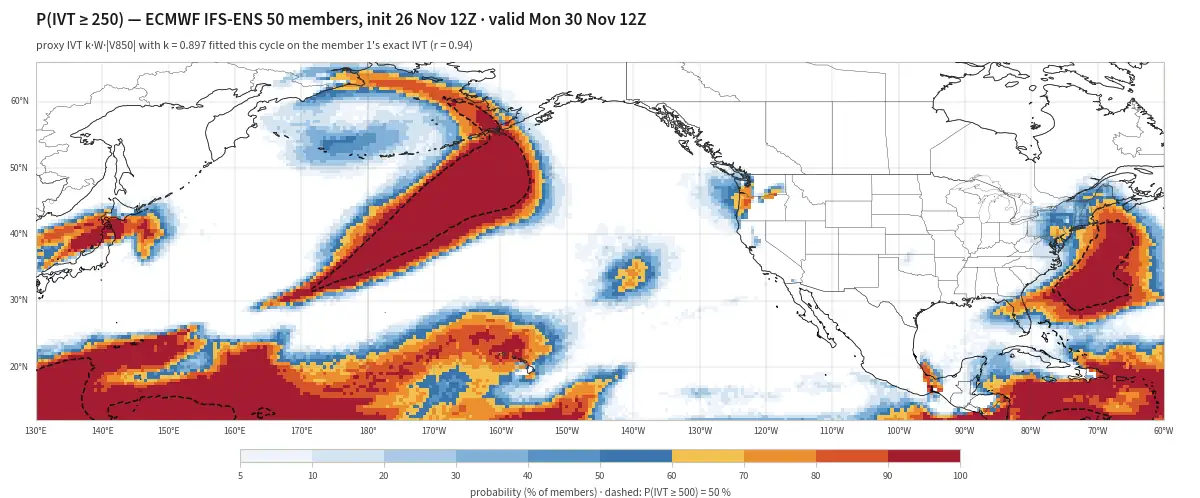 P(IVT ≥ 250) — ECMWF IFS-ENS 50 members, init 26 Nov 12Z · valid Mon 30 Nov 12Z
proxy IVT k·W·|V850| with k = 0.897 fitted this cycle on the member 1's exact IVT (r = 0.94)
60°N
50°N
40°N
30°N
20°N
130°E 140°E 150°E 160°E 170°E 180° 170°W 160°W 150°W 140°W 130°W 120°W 110°W 100°W 90°W 80°W 70°W 60°W
5 10 20 30 40 50 60 70 80 90 100
probability (% of members) · dashed: P(IVT ≥ 500) = 50 %